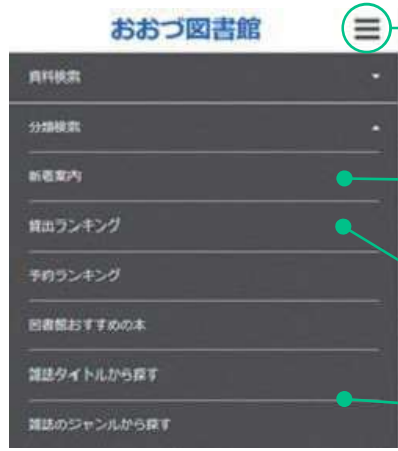 おおづ図書館
資料検索
分類検索
新着案内
貸出ランキング
予約ランキング
図書館おすすめの本
雑誌タイトルから探す
雑誌のジャンルから探す